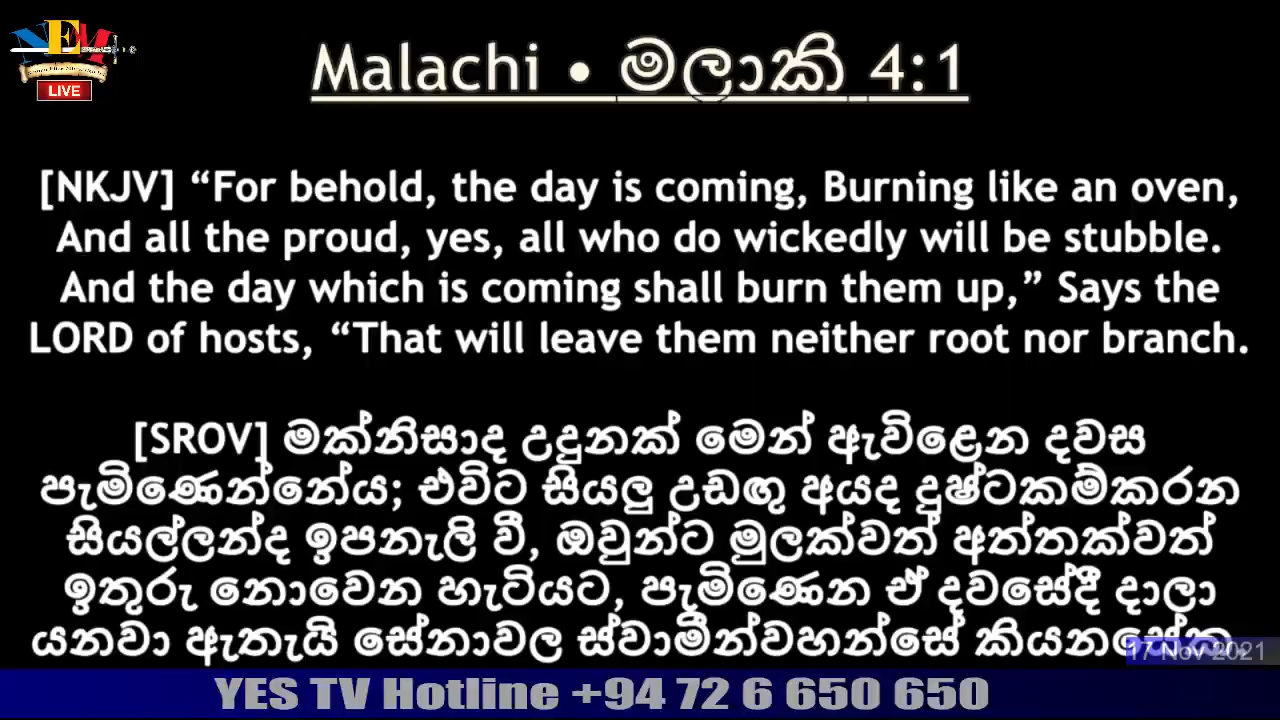 NEM
LIVE
Malachi • මලාකි 4:1
[NKJV] “For behold, the day is coming, Burning like an oven,
And all the proud, yes, all who do wickedly will be stubble.
And the day which is coming shall burn them up,” Says the
LORD of hosts, “That will leave them neither root nor branch.
[SROV] මක්නිසාද උදුනක් මෙන් ඇවිළෙන දවස
පැමිණෙන්නේය; එවිට සියලු උඩඟු අයද දුෂ්ටකම්කරන
සියල්ලන්ද ඉපනැලි වී, ඔවුන්ට මුලක්වත් අත්තක්වත්
ඉතුරු නොවෙන හැටියට, පැමිණෙන ඒ දවසේදී දාලා
යනවා ඇතැයි සේනාවල ස්වාමීන්වහන්සේ කියනසේක.
17 Nov 2021
YES TV Hotline +94 72 6 650 650